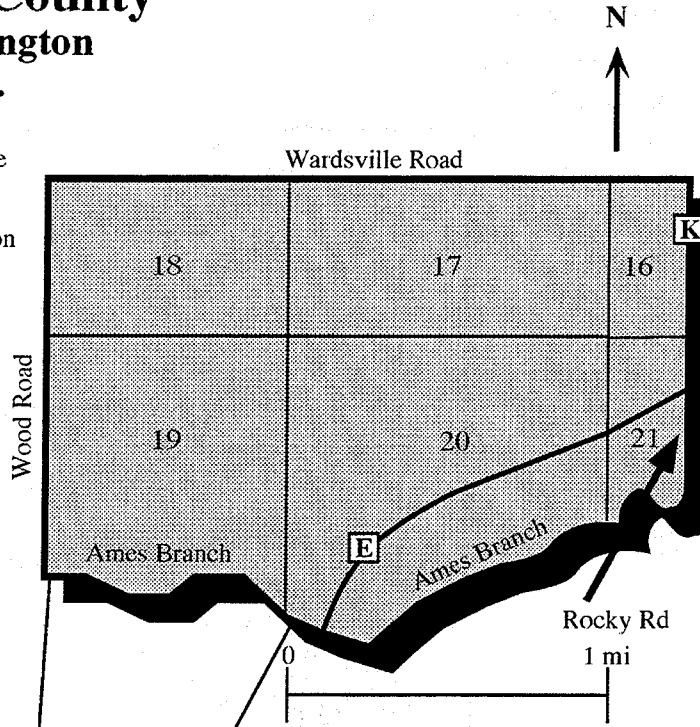 County
ngton
N
e
Wardsville Road
on
K
18
17
16
Wood Road
19
20
21
E
Ames Branch
Ames Branch
Rocky Rd
0
1 mi